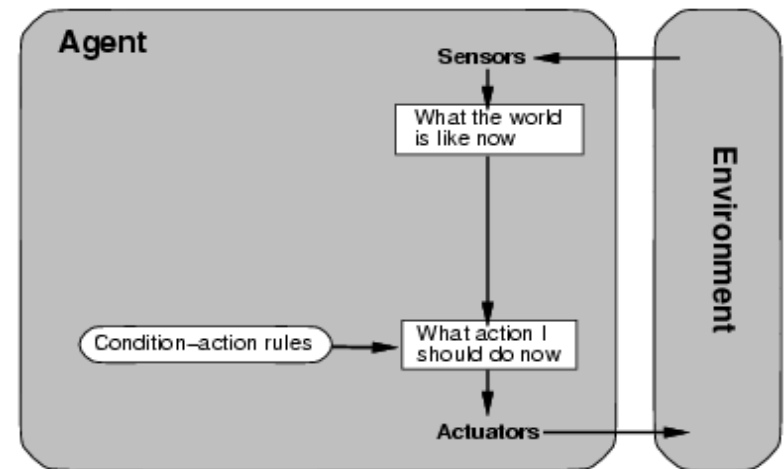 Agent
Sensors
What the world
is like now
Environment
Condition–action rules
What action I
should do now
Actuators